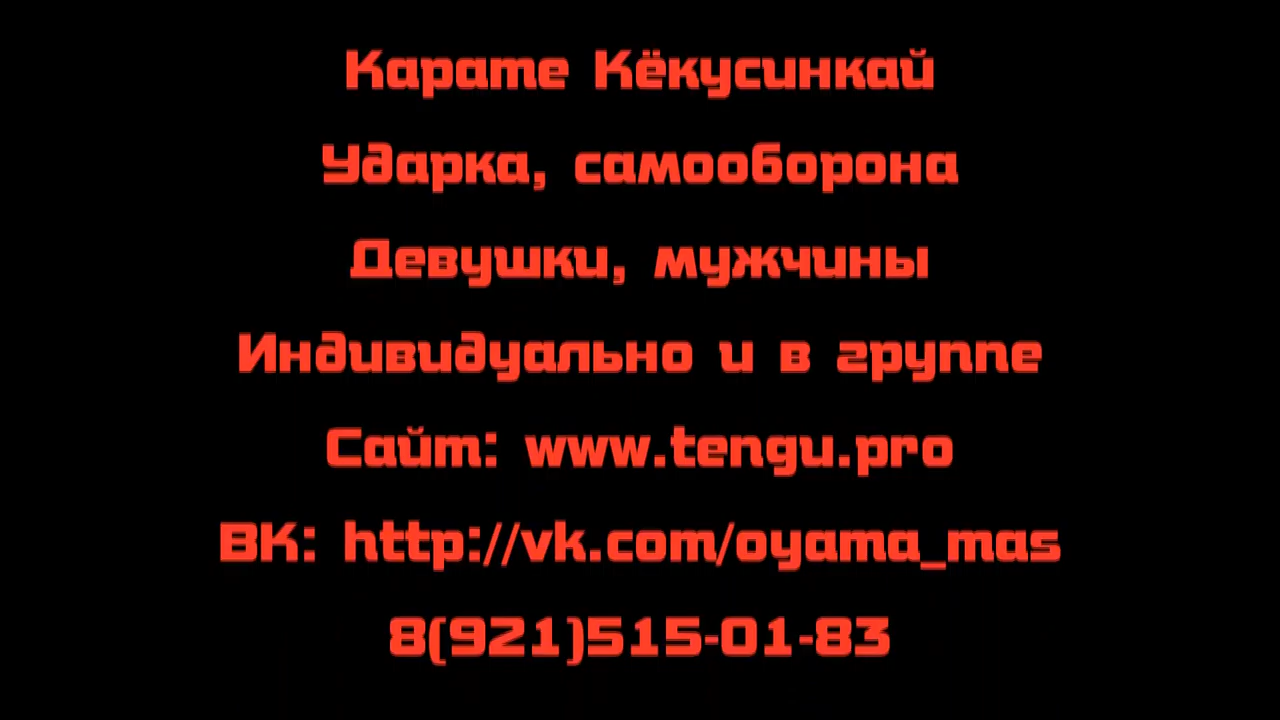 Карате Кёкусинкай
Ударка, самооборона
Девушки, мужчины
Индивидуально и в группе
Сайт: www.tengu.pro
ВК: http://vk.com/oyama_mas
8(921)515-01-83